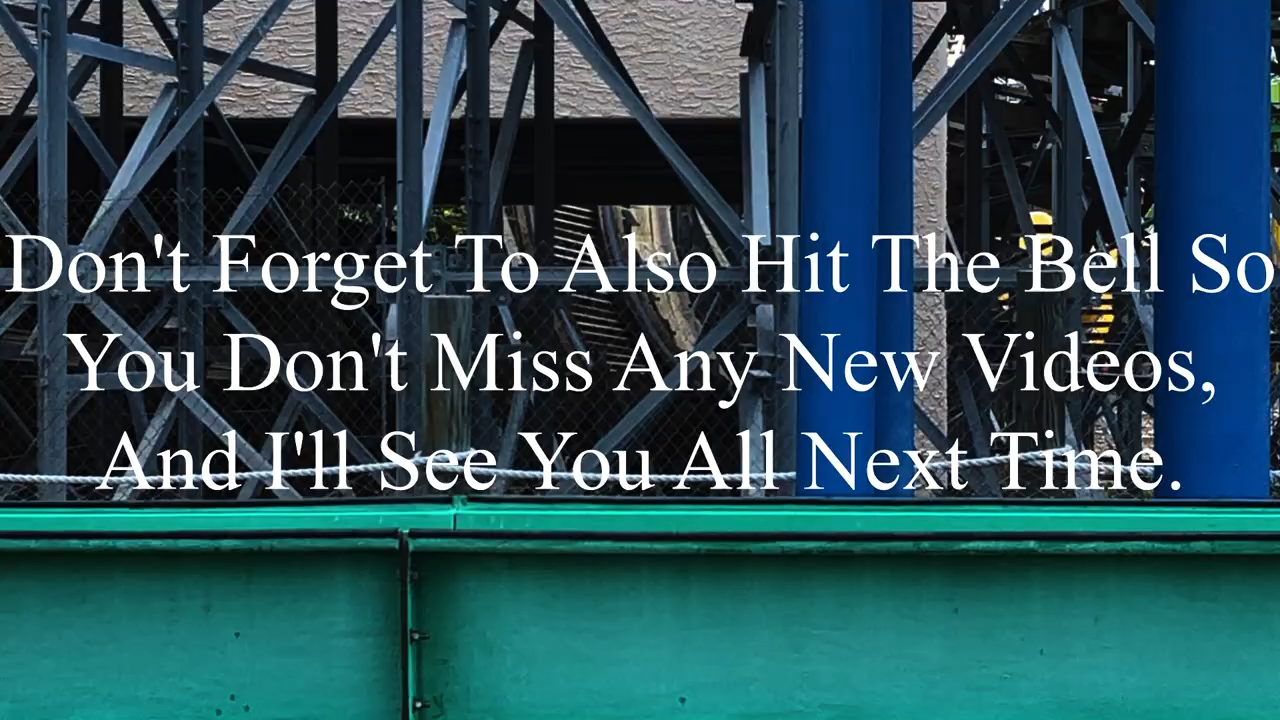 Don't Forget To Also Hit The Bell So
You Don't Miss Any New Videos,
And I'll See You All Next Time.